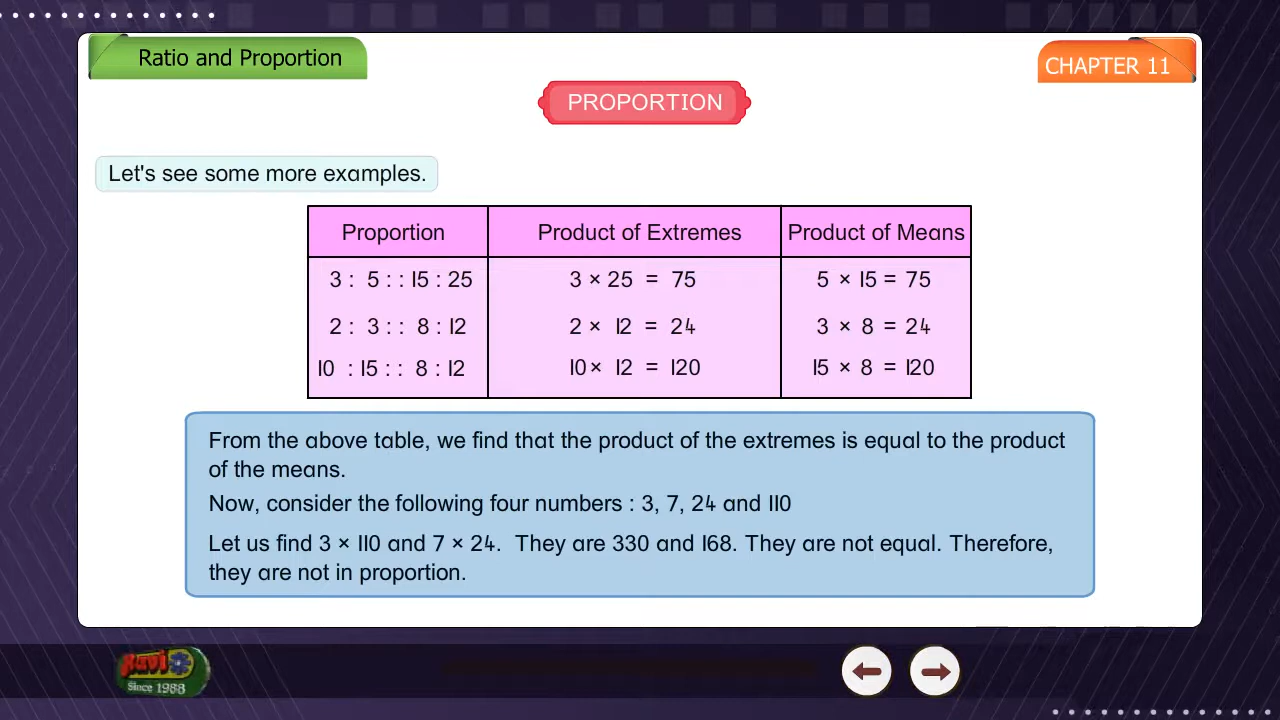 Ratio and Proportion
CHAPTER 11
PROPORTION
Let's see some more examples.
Proportion Product of Extremes Product of Means
3 : 5 : : 15 : 25 3 × 25 = 75 5 × 15 = 75
2 : 3 : : 8 : 12 2 × 12 = 24 3 × 8 = 24
10 : 15 : : 8 : 12 10 × 12 = 120 15 × 8 = 120
From the above table, we find that the product of the extremes is equal to the product
of the means.
Now, consider the following four numbers : 3, 7, 24 and 110
Let us find 3 × 110 and 7 × 24. They are 330 and 168. They are not equal. Therefore,
they are not in proportion.
Ravi
Since 1988